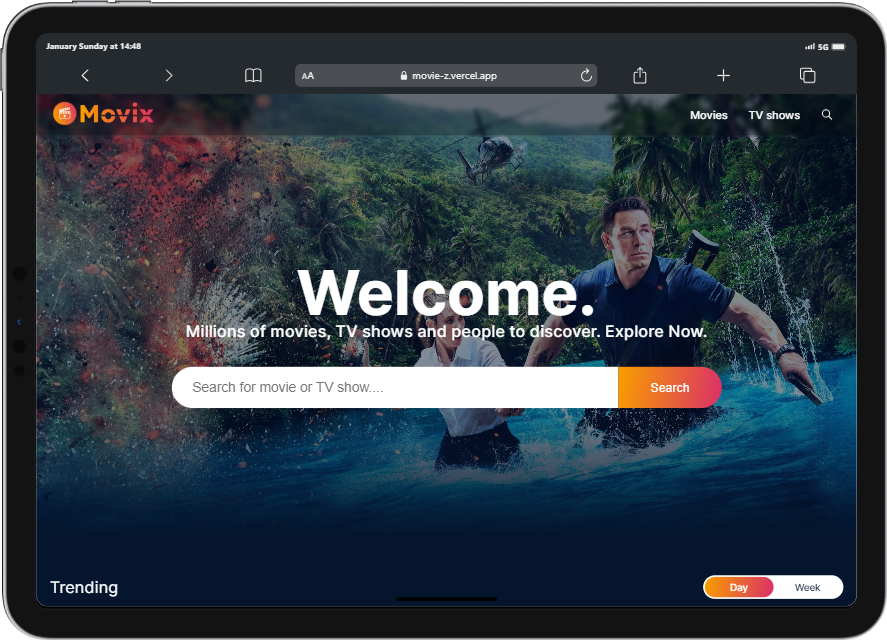 January Sunday at 14:48
5G
AA
movie-z.vercel.app
Movix
Movies
TV shows
Welcome.
Millions of movies, TV shows and people to discover. Explore Now.
Search for movie or TV show....
Search
Trending
Day
Week